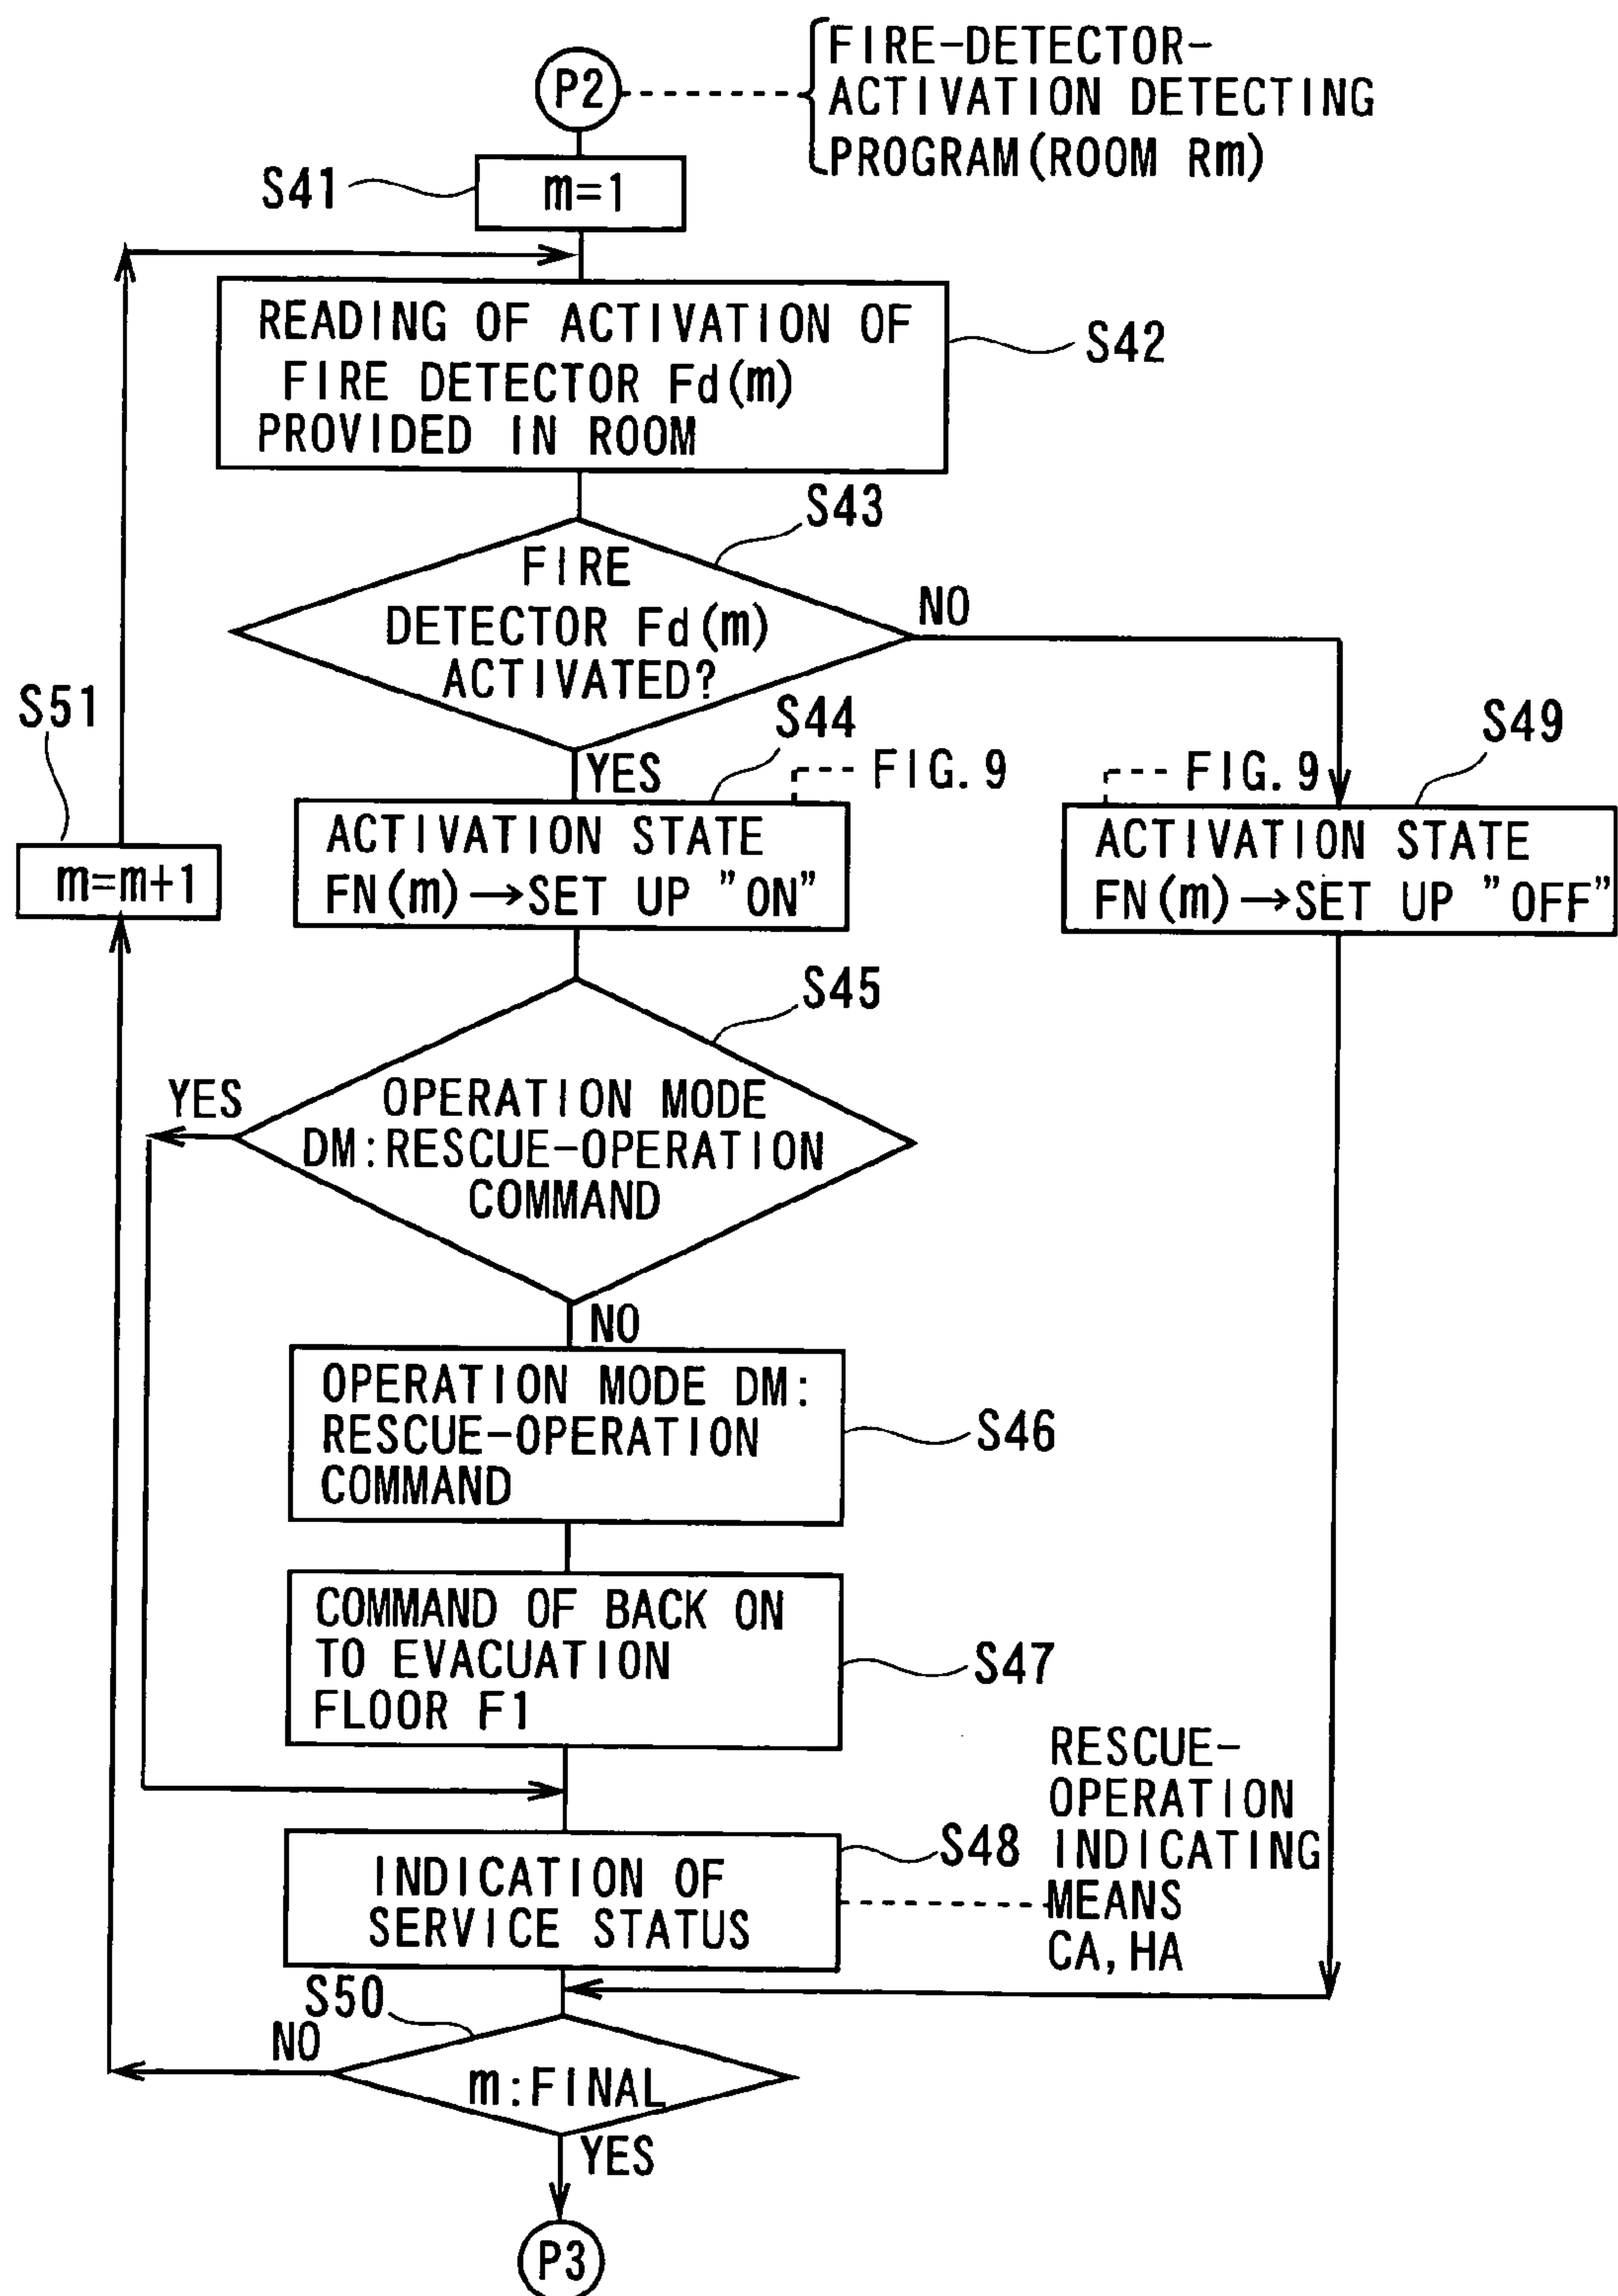 P2
FIRE-DETECTOR-
ACTIVATION DETECTING
PROGRAM(ROOM Rm)
S41
m=1
READING OF ACTIVATION OF
FIRE DETECTOR Fd(m)
PROVIDED IN ROOM
S42
S43
FIRE
DETECTOR Fd(m)
ACTIVATED?
NO
YES
S51
m=m+1
S44
FIG. 9
ACTIVATION STATE
FN(m)→SET UP "ON"
S49
FIG. 9
ACTIVATION STATE
FN(m)→SET UP "OFF"
S45
YES
OPERATION MODE
DM:RESCUE-OPERATION
COMMAND
NO
OPERATION MODE DM:
RESCUE-OPERATION
COMMAND
S46
COMMAND OF BACK ON
TO EVACUATION
FLOOR F1
S47
INDICATION OF
SERVICE STATUS
S48
RESCUE-
OPERATION
INDICATING
MEANS
CA, HA
S50
NO
m:FINAL
YES
P3